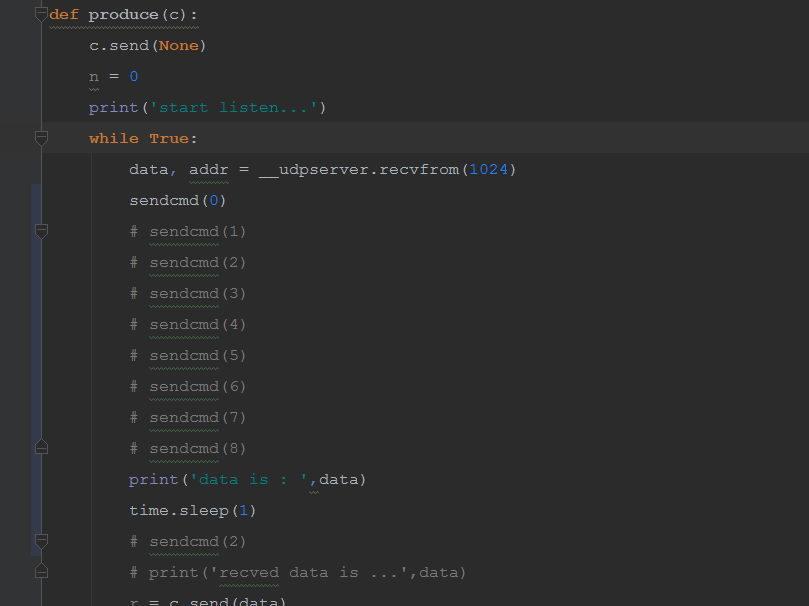 def produce(c):
    c.send(None)
    n = 0
    print('start listen...')
    while True:
        data, addr = __udpserver.recvfrom(1024)
        sendcmd(0)
        # sendcmd(1)
        # sendcmd(2)
        # sendcmd(3)
        # sendcmd(4)
        # sendcmd(5)
        # sendcmd(6)
        # sendcmd(7)
        # sendcmd(8)
        print('data is : ',data)
        time.sleep(1)
        # sendcmd(2)
        # print('recved data is ...',data)
        r = c.send(data)